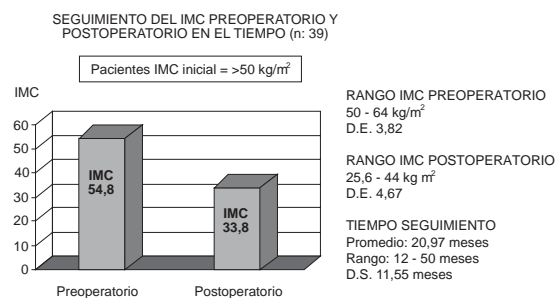 SEGUIMIENTO DEL IMC PREOPERATORIO Y
POSTOPERATORIO EN EL TIEMPO (n: 39)
Pacientes IMC inicial = >50 kg/m²
IMC
60
50
40
30
20
10
0
IMC
54,8
IMC
33,8
Preoperatorio
Postoperatorio
RANGO IMC PREOPERATORIO
50 - 64 kg/m²
D.E. 3,82
RANGO IMC POSTOPERATORIO
25,6 - 44 kg m²
D.E. 4,67
TIEMPO SEGUIMIENTO
Promedio: 20,97 meses
Rango: 12 - 50 meses
D.S. 11,55 meses